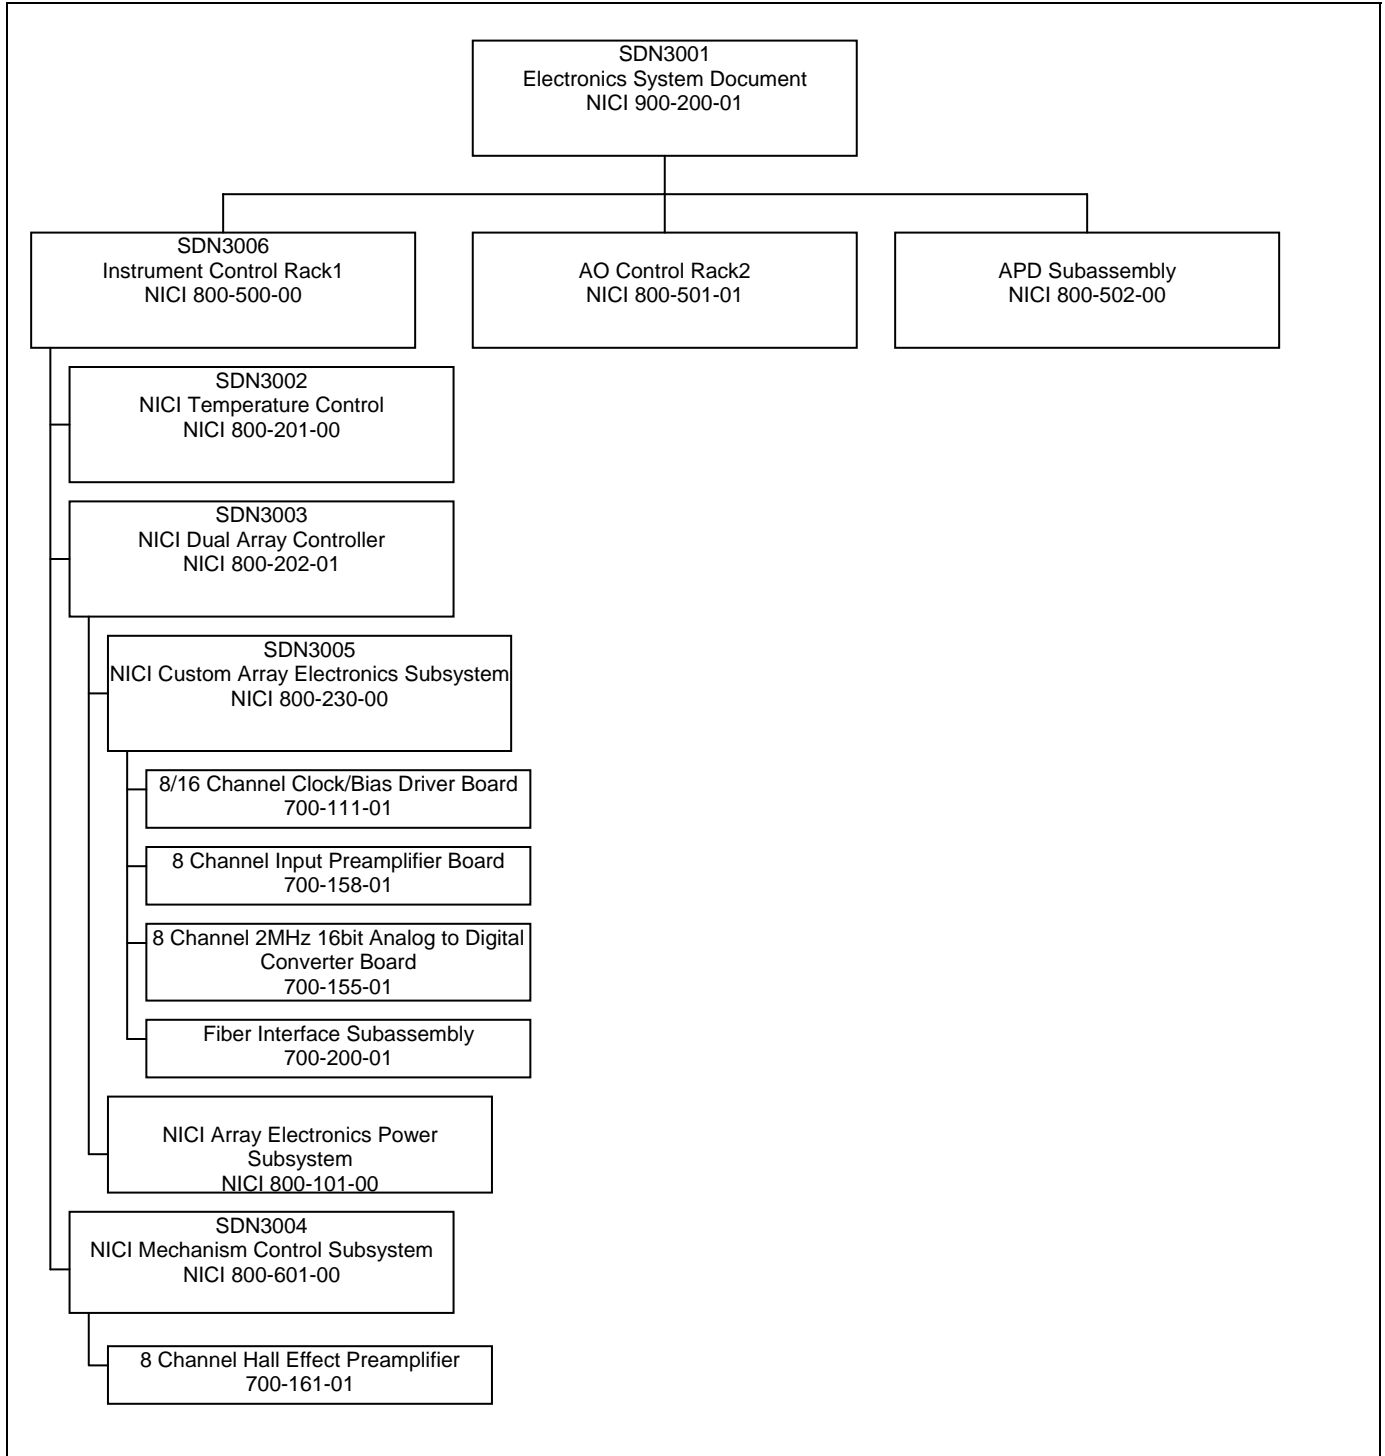 SDN3001
Electronics System Document
NICI 900-200-01
SDN3006
Instrument Control Rack1
NICI 800-500-00
AO Control Rack2
NICI 800-501-01
APD Subassembly
NICI 800-502-00
SDN3002
NICI Temperature Control
NICI 800-201-00
SDN3003
NICI Dual Array Controller
NICI 800-202-01
SDN3005
NICI Custom Array Electronics Subsystem
NICI 800-230-00
8/16 Channel Clock/Bias Driver Board
700-111-01
8 Channel Input Preamplifier Board
700-158-01
8 Channel 2MHz 16bit Analog to Digital
Converter Board
700-155-01
Fiber Interface Subassembly
700-200-01
NICI Array Electronics Power
Subsystem
NICI 800-101-00
SDN3004
NICI Mechanism Control Subsystem
NICI 800-601-00
8 Channel Hall Effect Preamplifier
700-161-01